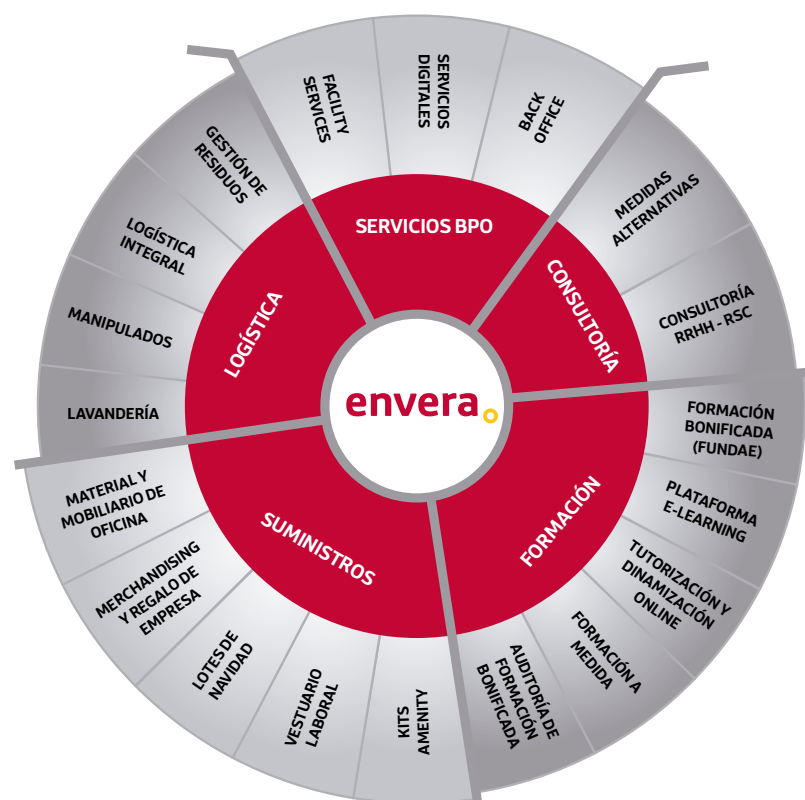 FACILITY
SERVICES
SERVICIOS
DIGITALES
BACK
OFFICE
SERVICIOS BPO
MEDIDAS
ALTERNATIVAS
CONSULTORÍA
RRHH - RSC
CONSULTORÍA
FORMACIÓN
BONIFICADA
(FUNDAE)
PLATAFORMA
E-LEARNING
TUTORIZACIÓN Y
DINAMIZACIÓN
ONLINE
FORMACIÓN A
MEDIDA
AUDITORÍA DE
FORMACIÓN
BONIFICADA
FORMACIÓN
KITS
AMENITY
VESTUARIO
LABORAL
LOTES DE
NAVIDAD
MERCHANDISING
Y REGALO DE
EMPRESA
MATERIAL Y
MOBILIARIO DE
OFICINA
SUMINISTROS
LAVANDERÍA
MANIPULADOS
LOGÍSTICA
INTEGRAL
GESTIÓN DE
RESIDUOS
LOGÍSTICA
envera